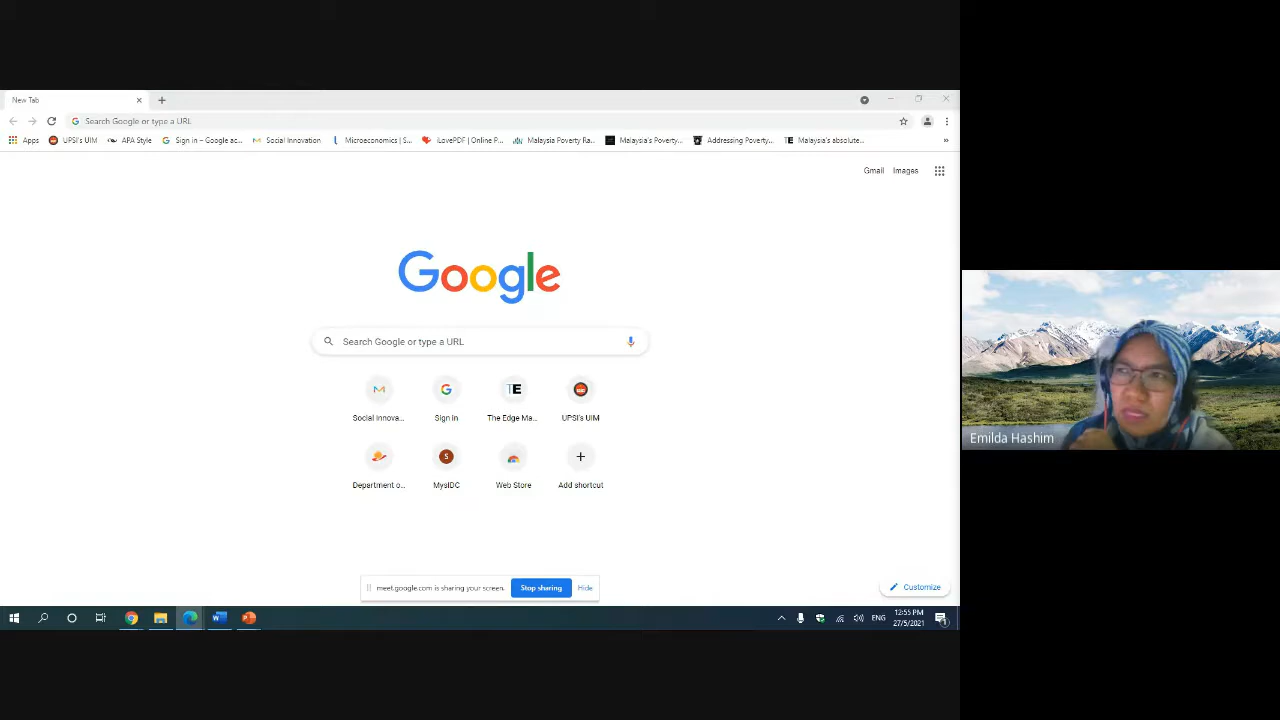 New Tab
Search Google or type a URL
Apps UPSI's UIM APA Style Sign in – Google ac... Social Innovation Microeconomics | S... iLovePDF | Online P... Malaysia Poverty Ra... Malaysia's Poverty... Addressing Poverty... Malaysia's absolute... »
Gmail Images
Google
Search Google or type a URL
Social Innova... Sign in The Edge Ma... UPSI's UIM
Department o... MysIDC Web Store Add shortcut
Emilda Hashim
meet.google.com is sharing your screen. Stop sharing Hide
Customize
ENG 12:55 PM
27/5/2021